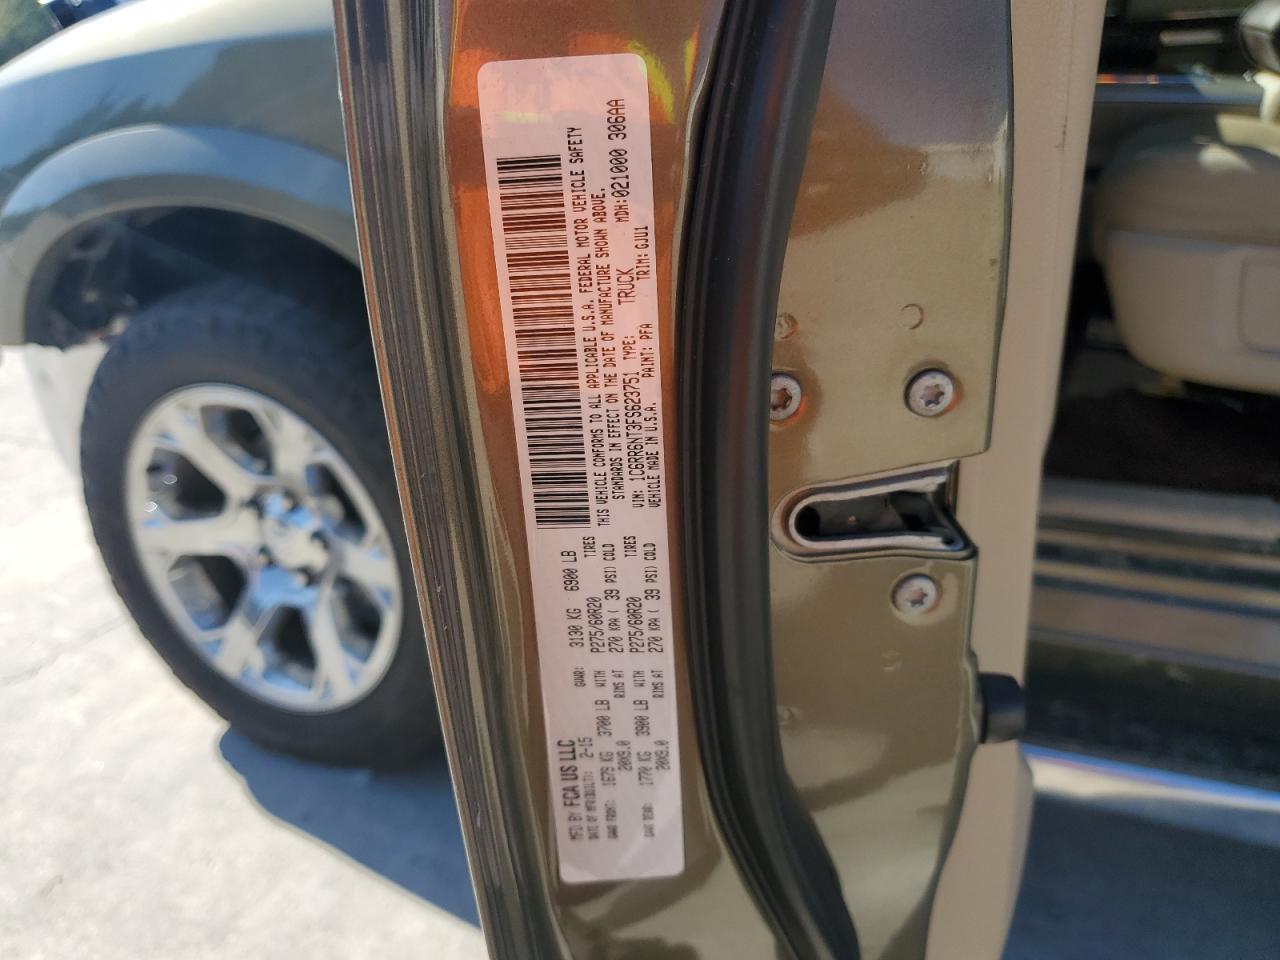 MFD BY FCA US LLC
DATE OF MFR(BUILT): 2-15 GVWR: 3130 KG 6900 LB
GAWR FRONT: 1679 KG 3700 LB WITH P275/60R20 TIRES
20X9.0 RIMS AT 270 KPA ( 39 PSI) COLD
GAWR REAR: 1770 KG 3900 LB WITH P275/60R20 TIRES
20X9.0 RIMS AT 270 KPA ( 39 PSI) COLD
THIS VEHICLE CONFORMS TO ALL APPLICABLE U.S.A. FEDERAL MOTOR VEHICLE SAFETY
STANDARDS IN EFFECT ON THE DATE OF MANUFACTURE SHOWN ABOVE.
VIN: 1C6RR6NT3FS623751 TYPE: TRUCK MDH:021000 306AA
VEHICLE MADE IN U.S.A. PAINT: PFA TRIM: GJU1